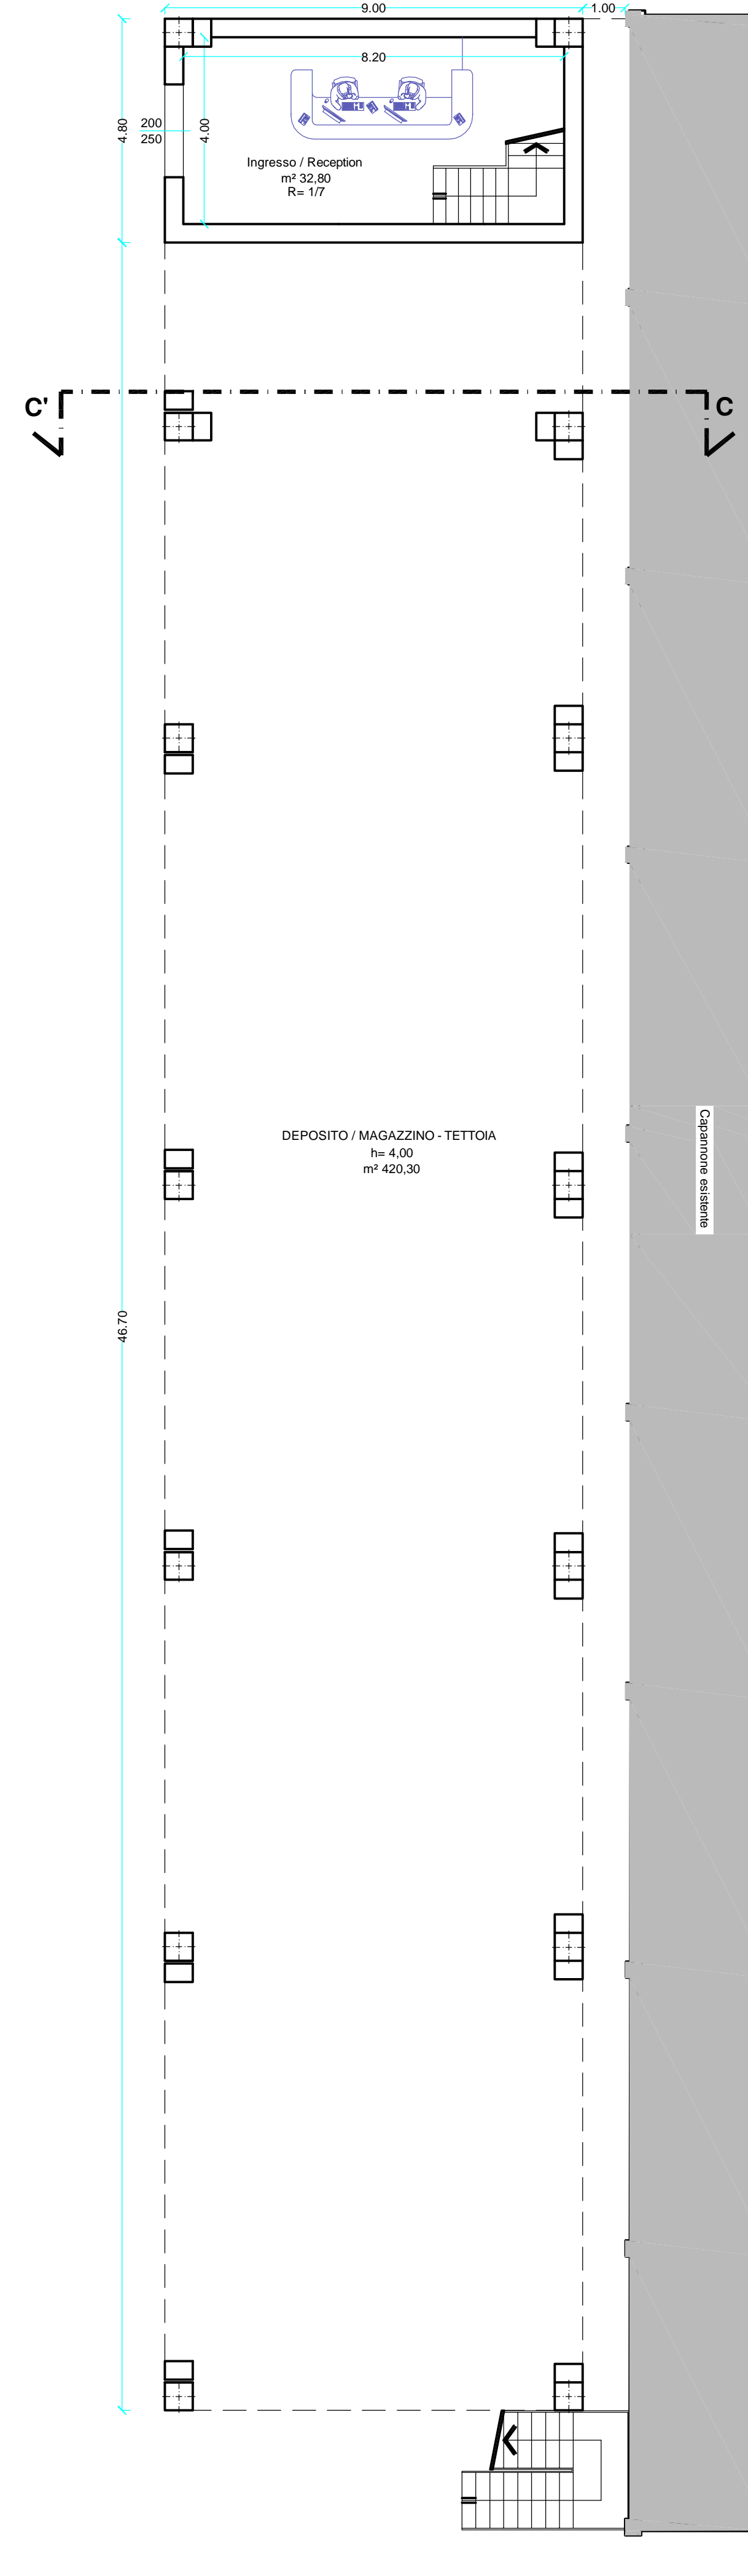 9.00
1.00
8.20
4.80
200
250
4.00
Ingresso / Reception
m² 32,80
R= 1/7
C'
C
DEPOSITO / MAGAZZINO - TETTOIA
h= 4,00
m² 420,30
Capannone esistente
46.70